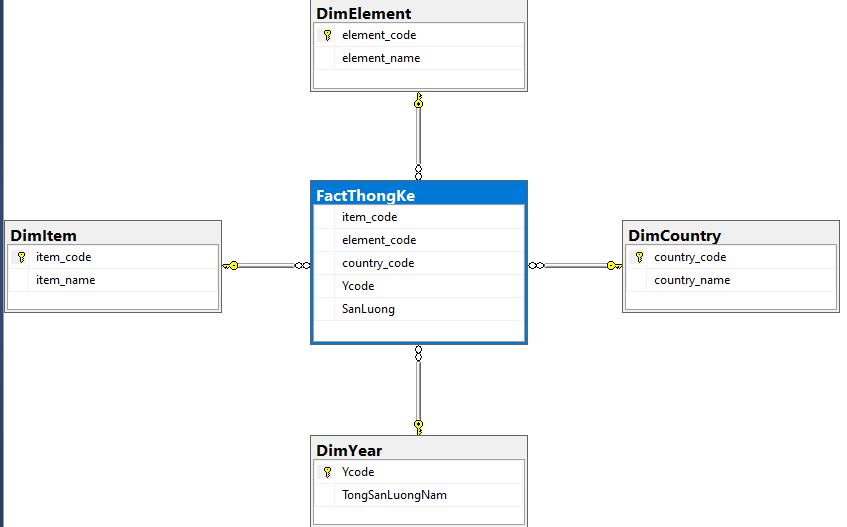 DimElement
element_code
element_name
FactThongKe
item_code
element_code
country_code
Ycode
SanLuong
DimItem
item_code
item_name
DimCountry
country_code
country_name
DimYear
Ycode
TongSanLuongNam